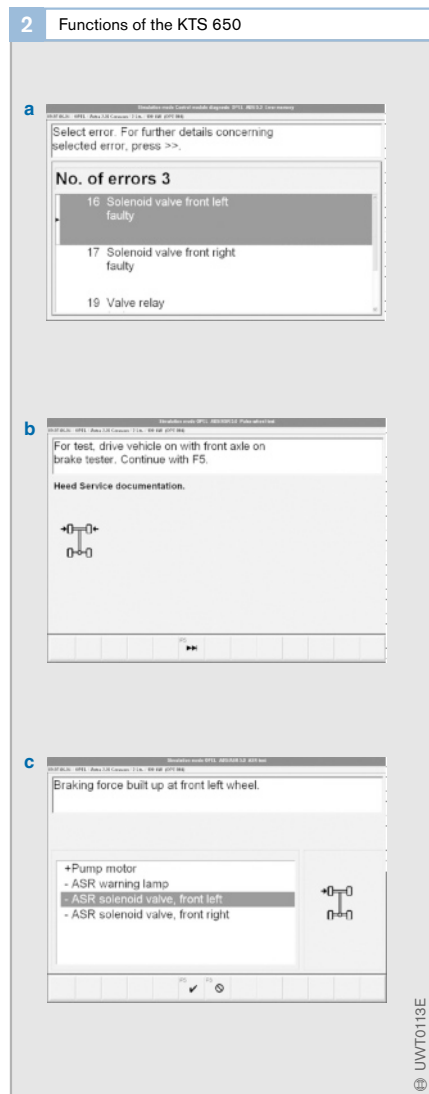 2 Functions of the KTS 650
a
Select error. For further details concerning
selected error, press >>.
No. of errors 3
16 Solenoid valve front left
faulty
17 Solenoid valve front right
faulty
19 Valve relay
b
For test, drive vehicle on with front axle on
brake tester. Continue with F5.
Heed Service documentation.
c
Braking force built up at front left wheel.
+Pump motor
- ASR warning lamp
- ASR solenoid valve, front left
- ASR solenoid valve, front right
UWT0113E